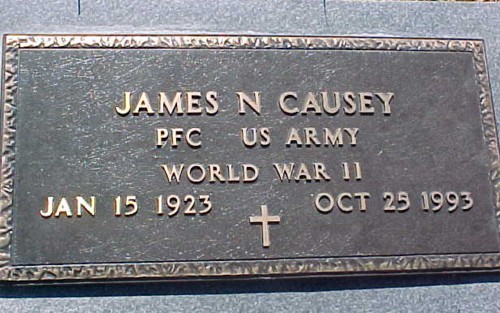 JAMES N CAUSEY
PFC US ARMY
WORLD WAR II
JAN 15 1923 OCT 25 1993